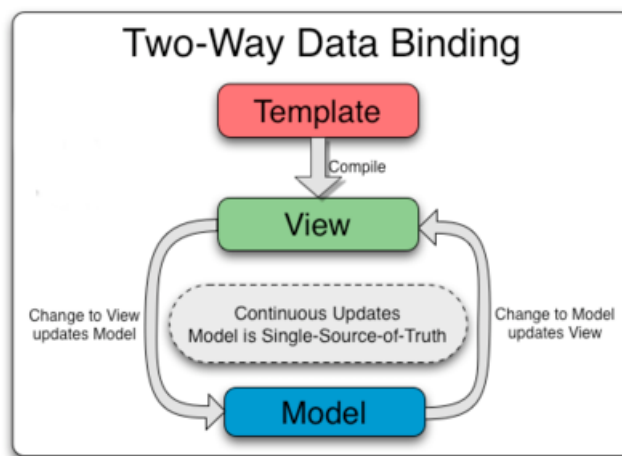 Two-Way Data Binding
Template
Compile
View
Change to View
updates Model
Continuous Updates
Model is Single-Source-of-Truth
Change to Model
updates View
Model